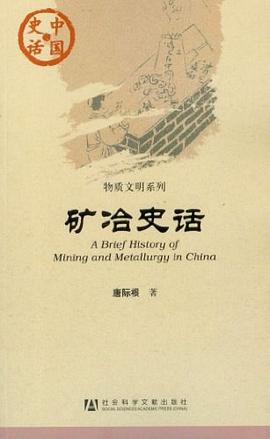 中国
史话
物质文明系列
矿冶史话
A Brief History of
Mining and Metallurgy in China
唐际根 著
社会科学文献出版社
SOCIAL SCIENCES ACADEMIC PRESS (CHINA)